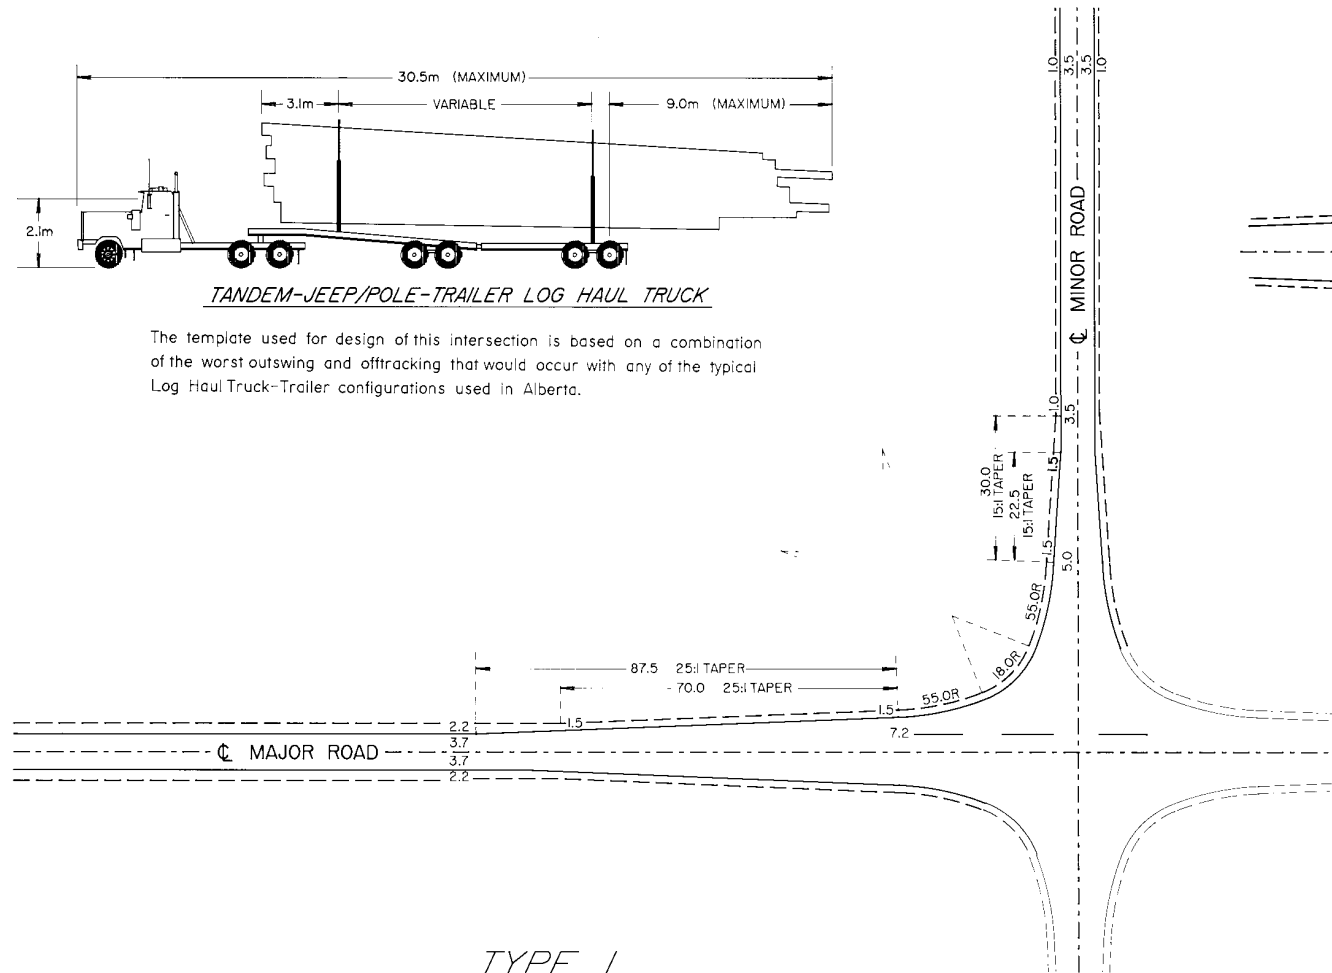 30.5m (MAXIMUM)
3.1m
VARIABLE
9.0m (MAXIMUM)
2.1m
TANDEM-JEEP/POLE-TRAILER LOG HAUL TRUCK
The template used for design of this intersection is based on a combination
of the worst outswing and offtracking that would occur with any of the typical
Log Haul Truck-Trailer configurations used in Alberta.
1.0
3.5
3.5
1.0
℄ MINOR ROAD
1.0
3.5
30.0
15:1 TAPER
22.5
15:1 TAPER
1.5
1.5
5.0
55.0R
18.0R
55.0R
87.5 25:1 TAPER
70.0 25:1 TAPER
1.5
1.5
2.2
3.7
℄ MAJOR ROAD
3.7
2.2
7.2
TYPE I